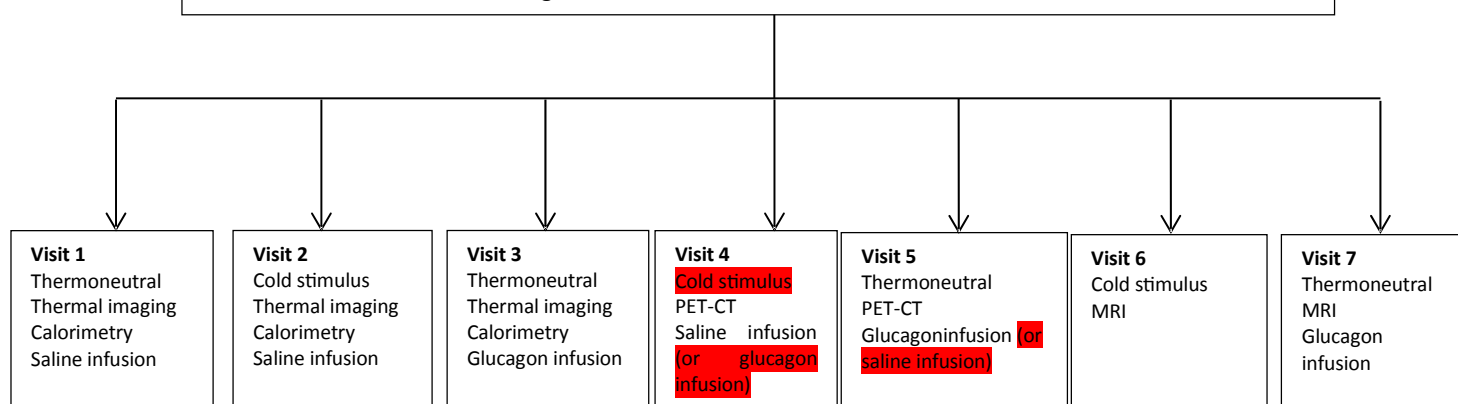 Visit 1
Thermoneutral
Thermal imaging
Calorimetry
Saline infusion
Visit 2
Cold stimulus
Thermal imaging
Calorimetry
Saline infusion
Visit 3
Thermoneutral
Thermal imaging
Calorimetry
Glucagon infusion
Visit 4
Cold stimulus
PET-CT
Saline infusion
(or glucagon
infusion)
Visit 5
Thermoneutral
PET-CT
Glucagoninfusion (or
saline infusion)
Visit 6
Cold stimulus
MRI
Visit 7
Thermoneutral
MRI
Glucagon
infusion